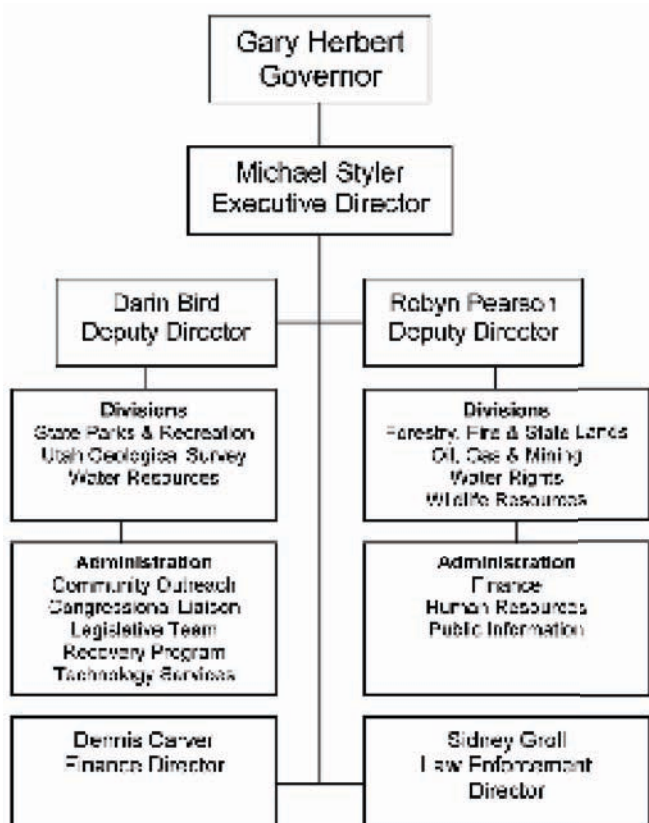 Gary Herbert
Governor
Michael Styler
Executive Director
Darin Bird
Deputy Director
Robyn Pearson
Deputy Director
Divisions
State Parks & Recreation
Utah Geological Survey
Water Resources
Divisions
Forestry, Fire & State Lands
Oil, Gas & Mining
Water Rights
Wildlife Resources
Administration
Community Outreach
Congressional Liaison
Legislative Team
Recovery Program
Technology Services
Administration
Finance
Human Resources
Public Information
Dennis Carver
Finance Director
Sidney Groll
Law Enforcement
Director